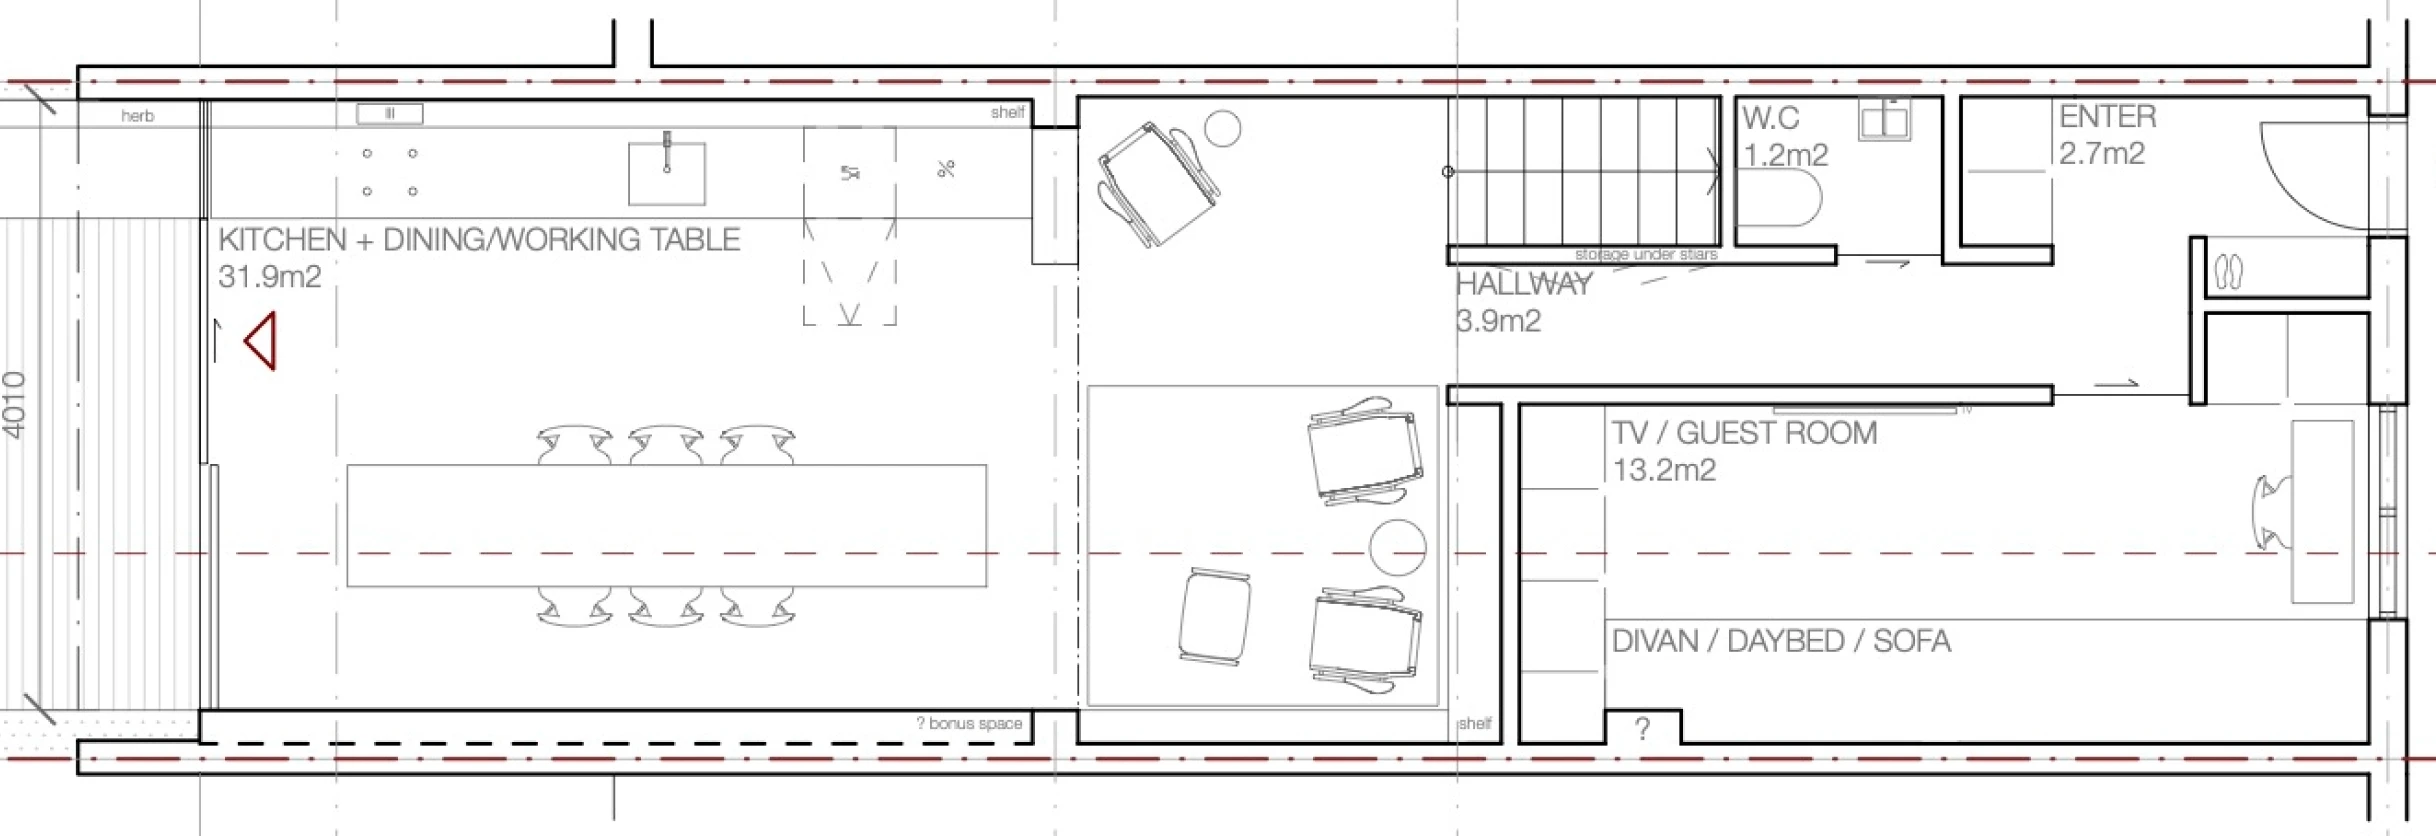 herb
shelf
KITCHEN + DINING/WORKING TABLE
31.9m2
%
W.C
1.2m2
ENTER
2.7m2
storage under stiars
HALLWAY
3.9m2
4010
TV
TV / GUEST ROOM
13.2m2
DIVAN / DAYBED / SOFA
? bonus space
shelf
?